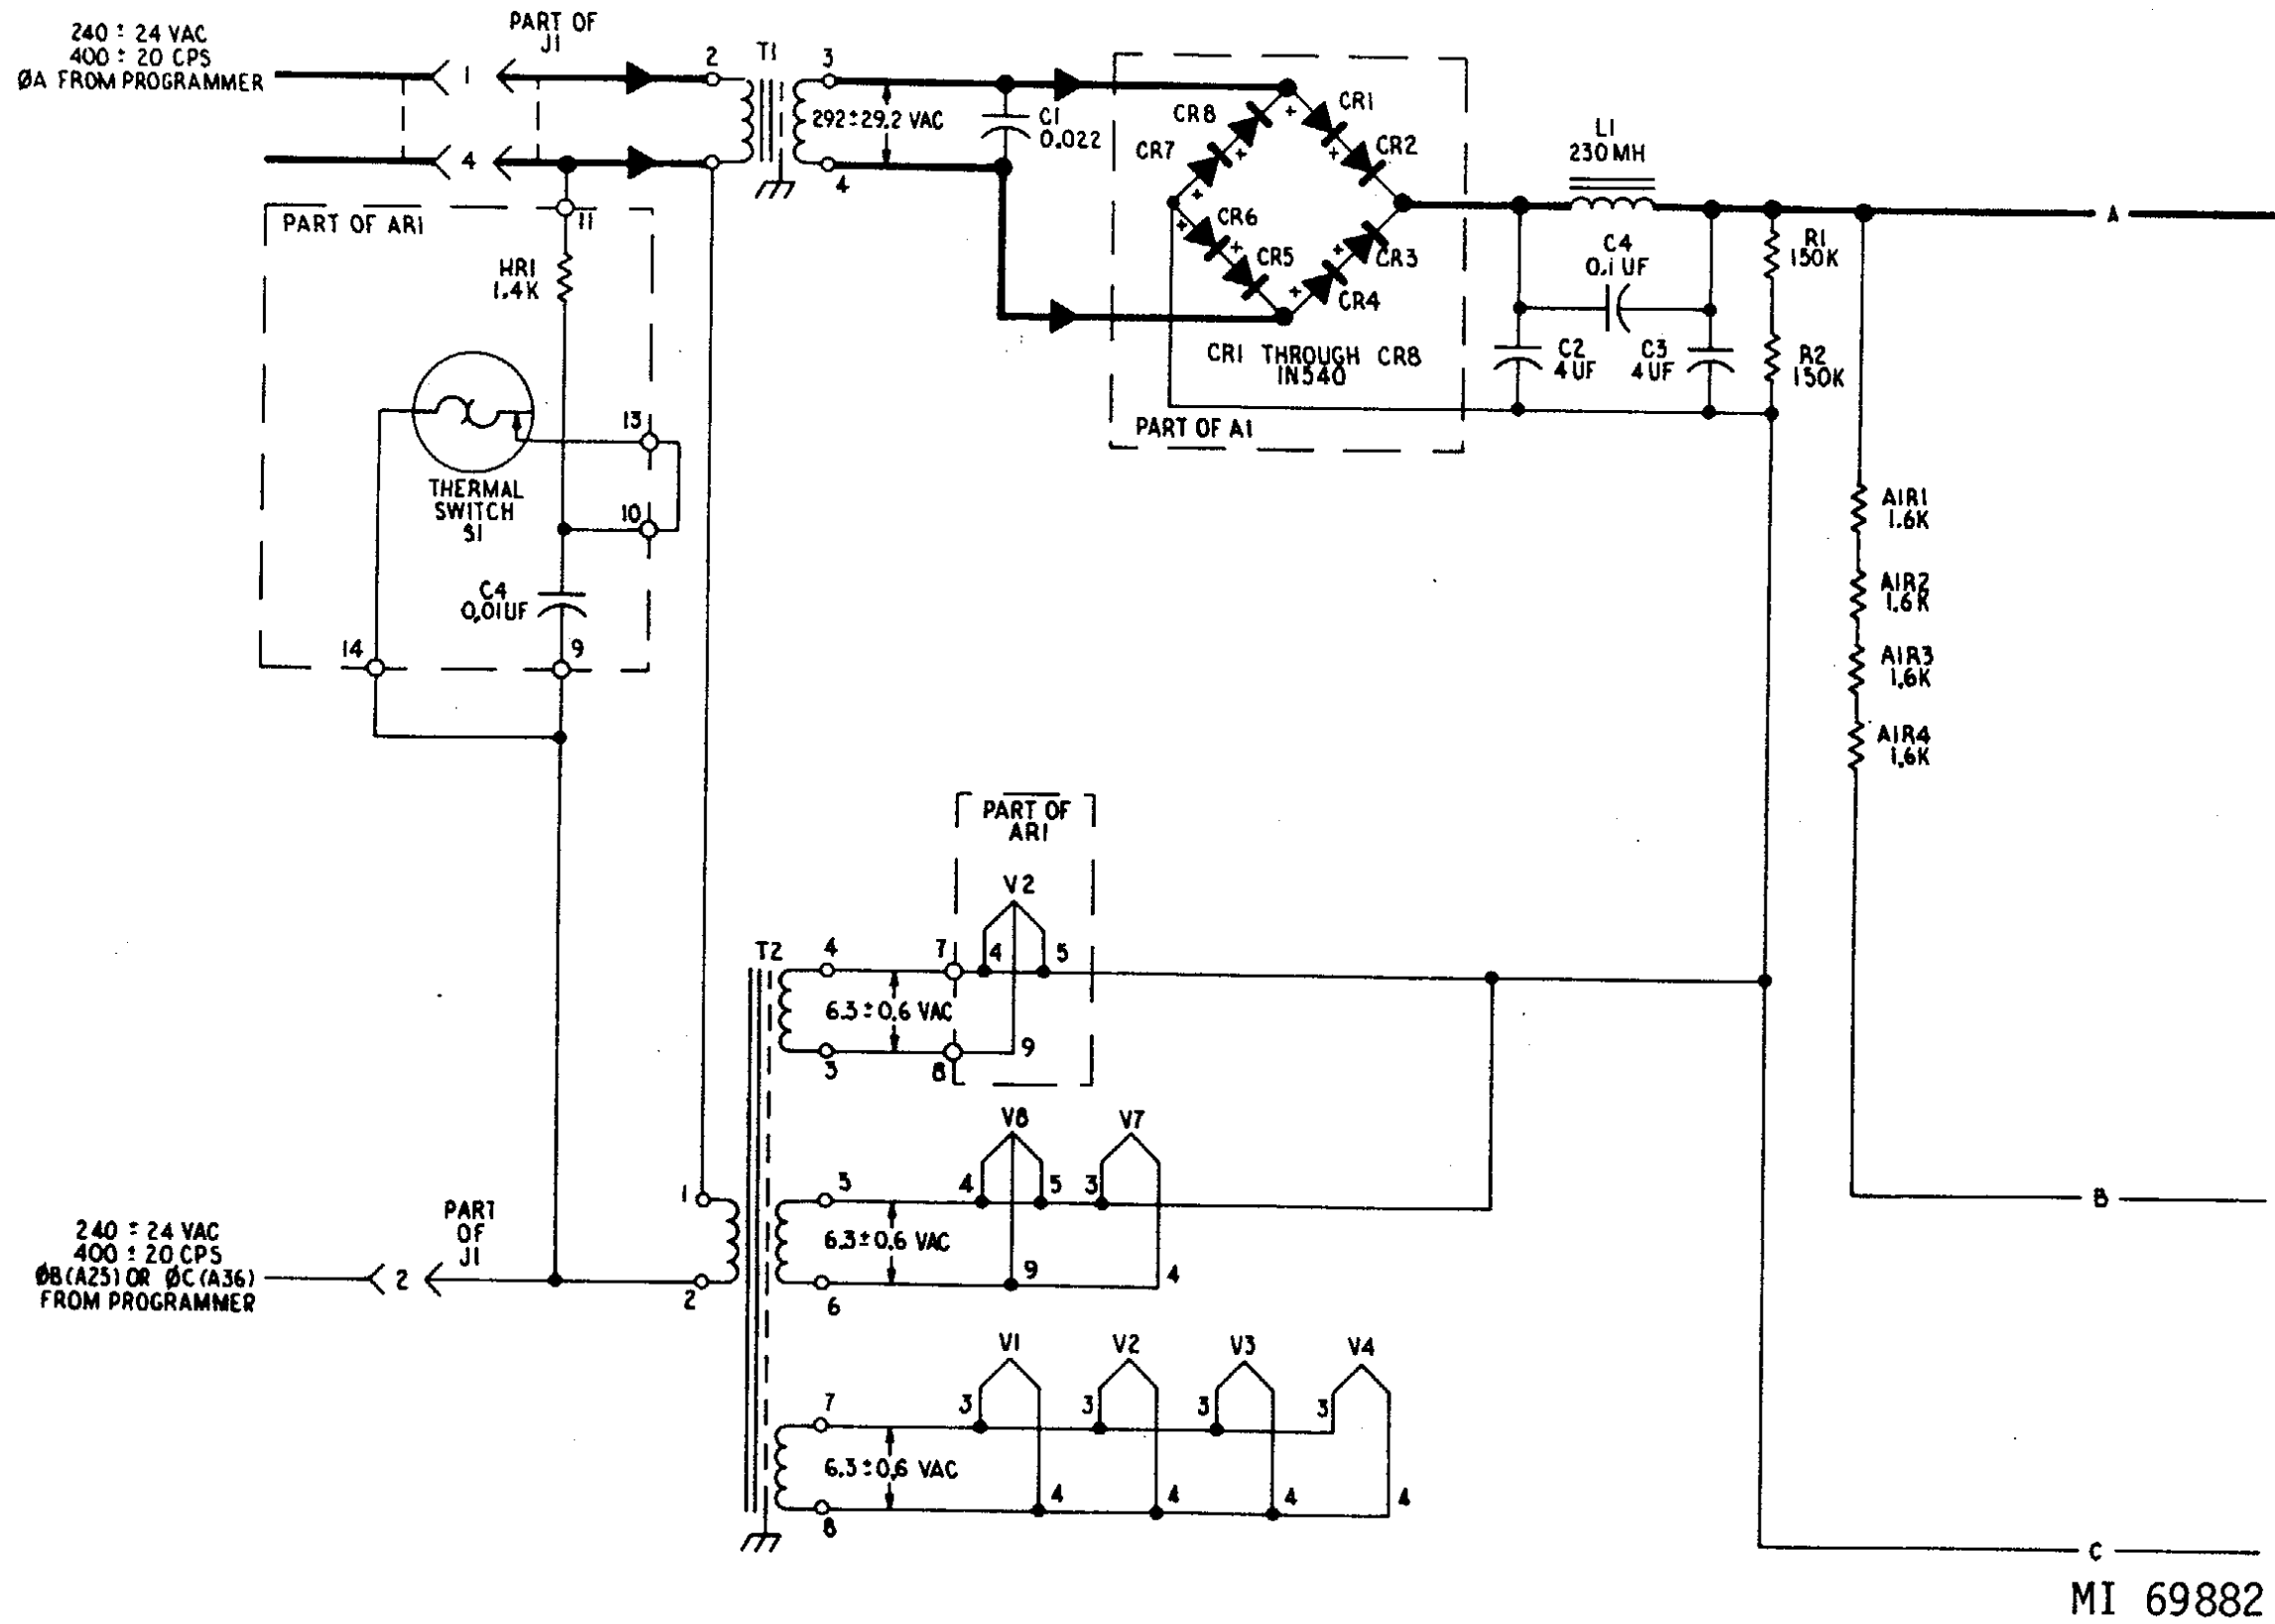 240 ± 24 VAC
400 ± 20 CPS
ØA FROM PROGRAMMER
PART OF
J1
1
4
2
T1
3
4
292±29.2 VAC
C1
0.022
CR8
CR1
CR7
CR2
CR6
CR5
CR3
CR4
+
+
+
+
+
+
+
+
CR1 THROUGH CR8
IN540
PART OF A1
L1
230 MH
C4
0.1 UF
C2
4UF
C3
4UF
R1
150K
R2
150K
A
PART OF AR1
11
HR1
1.4K
13
THERMAL
SWITCH
S1
10
C4
0.01UF
14
9
A1R1
1.6K
A1R2
1.6K
A1R3
1.6K
A1R4
1.6K
PART OF
AR1
V2
T2
4
7
4
5
6.3±0.6 VAC
3
8
9
V8
V7
1
5
4
5
3
6.3±0.6 VAC
9
4
2
6
B
PART
OF
J1
240 ± 24 VAC
400 ± 20 CPS
ØB(A25) OR ØC(A36)
FROM PROGRAMMER
2
V1
V2
V3
V4
7
3
3
3
3
6.3±0.6 VAC
4
4
4
4
8
C
MI 69882